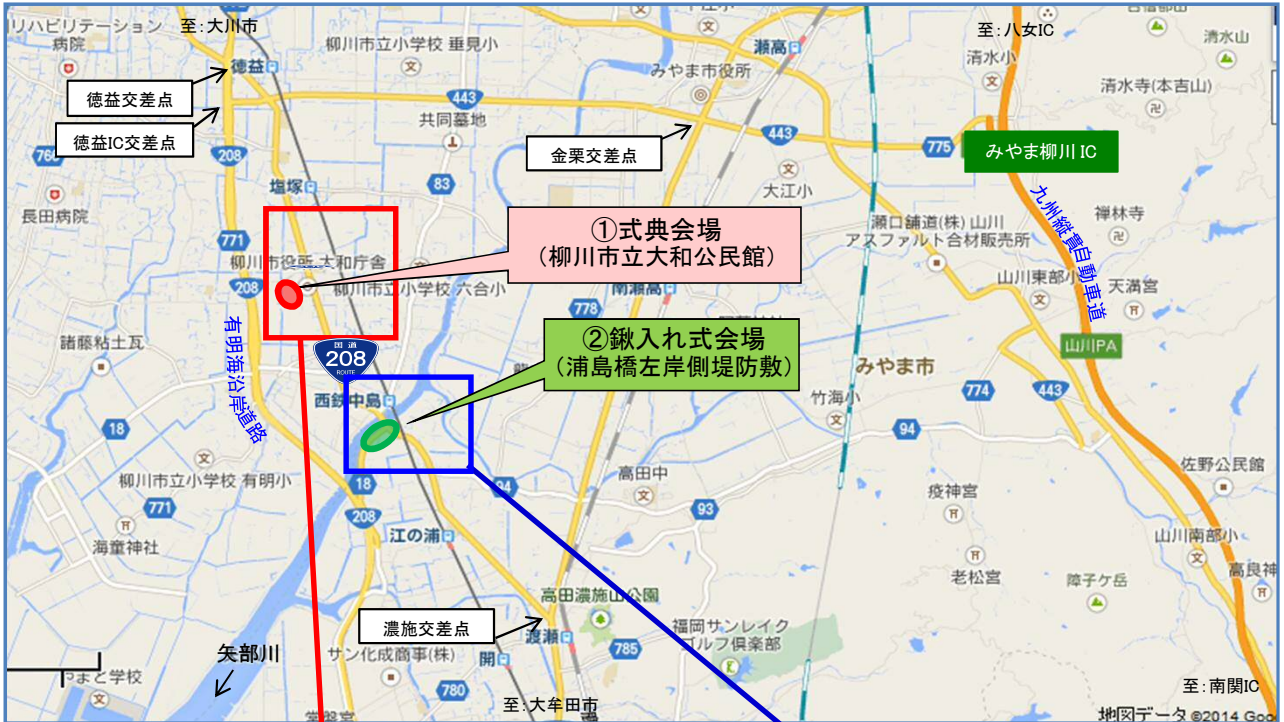 リハビリテーション
病院
至:大川市
柳川市立小学校 垂見小
瀬高
至:八女IC
清水小
清水山
徳益
みやま市役所
清水寺(本吉山)
徳益交差点
443
共同墓地
徳益IC交差点
208
金栗交差点
443
775
みやま柳川 IC
83
大江小
塩塚
長田病院
九州縦貫自動車道
禅林寺
①式典会場
(柳川市立大和公民館)
瀬口舗道(株) 山川
アスファルト合材販売所
771
柳川市役所 大和庁舎
208
柳川市立小学校 六合小
南瀬高
山川東部小
天満宮
778
有明海沿岸道路
国道
208
ROUTE
②鍬入れ式会場
(浦島橋左岸側堤防敷)
諸藤粘土瓦
山川PA
みやま市
西鉄中島
774
443
竹海小
18
94
佐野公民館
柳川市立小学校 有明小
高田中
18
94
疫神宮
771
208
93
海童神社
江の浦
山川南部小
老松宮
高良神
障子ケ岳
高田濃施山公園
濃施交差点
渡瀬
福岡サンレイク
ゴルフ倶楽部
785
矢部川
サン化成商事(株)
開
やまと学校
780
至:大牟田市
至:南関IC
地図データ ©2014 Goo